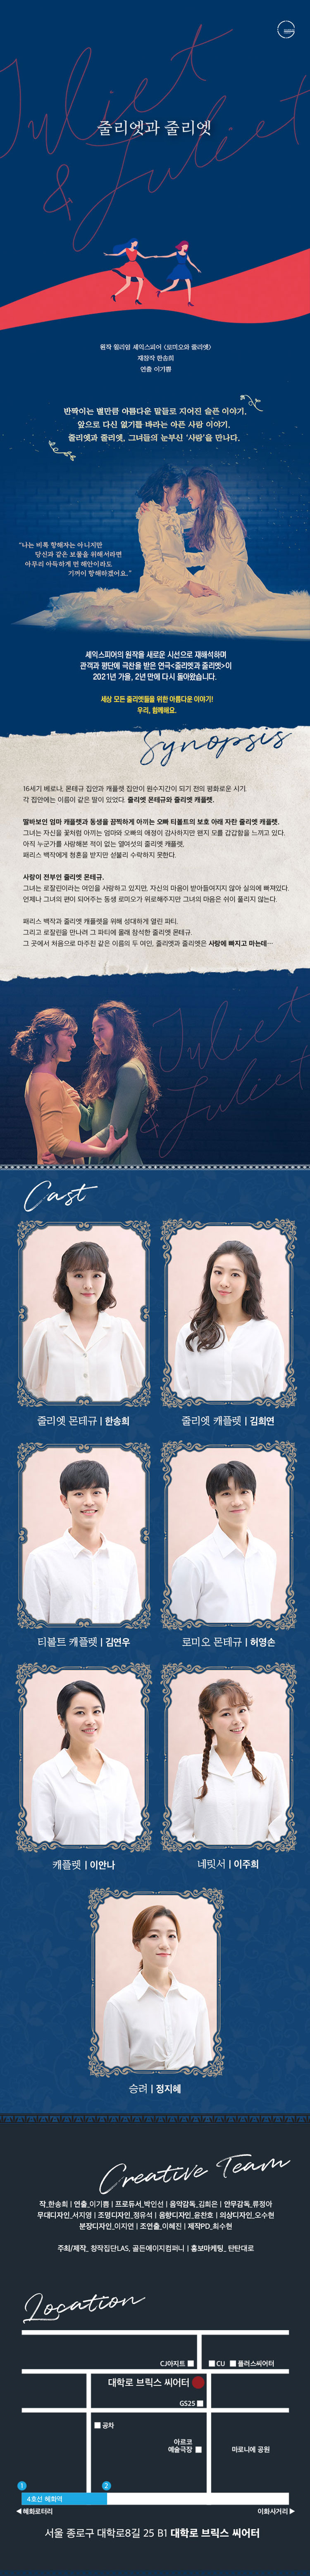 Juliet
& Juliet
줄리엣과 줄리엣
원작 윌리엄 셰익스피어 〈로미오와 줄리엣〉
재창작 한송희
연출 이기쁨
반짝이는 별만큼 아름다운 말들로 지어진 슬픈 이야기.
앞으로 다신 없기를 바라는 아픈 사람 이야기.
줄리엣과 줄리엣, 그녀들의 눈부신 '사랑'을 만나다.
"나는 비록 항해자는 아니지만
당신과 같은 보물을 위해서라면
아무리 아득하게 먼 해안이라도
기꺼이 항해하겠어요."
셰익스피어의 원작을 새로운 시선으로 재해석하며
관객과 평단에 극찬을 받은 연극<줄리엣과 줄리엣>이
2021년 가을, 2년 만에 다시 돌아왔습니다.
세상 모든 줄리엣들을 위한 아름다운 이야기!
우리, 함께해요.
Synopsis
16세기 베로나, 몬테규 집안과 캐플렛 집안이 원수지간이 되기 전의 평화로운 시기.
각 집안에는 이름이 같은 딸이 있었다. 줄리엣 몬테규와 줄리엣 캐플렛.
딸바보인 엄마 캐플렛과 동생을 끔찍하게 아끼는 오빠 티볼트의 보호 아래 자란 줄리엣 캐플렛.
그녀는 자신을 꽃처럼 아끼는 엄마와 오빠의 애정이 감사하지만 왠지 모를 갑갑함을 느끼고 있다.
아직 누군가를 사랑해본 적이 없는 열여섯의 줄리엣 캐플렛,
패리스 백작에게 청혼을 받지만 섣불리 수락하지 못한다.
사랑이 전부인 줄리엣 몬테규.
그녀는 로잘린이라는 여인을 사랑하고 있지만, 자신의 마음이 받아들여지지 않아 실의에 빠져있다.
언제나 그녀의 편이 되어주는 동생 로미오가 위로해주지만 그녀의 마음은 쉬이 풀리지 않는다.
패리스 백작과 줄리엣 캐플렛을 위해 성대하게 열린 파티.
그리고 로잘린을 만나려 그 파티에 몰래 참석한 줄리엣 몬테규.
그 곳에서 처음으로 마주친 같은 이름의 두 여인, 줄리엣과 줄리엣은 사랑에 빠지고 마는데…
Juliet
& Juliet
Cast
줄리엣 몬테규 | 한송희
줄리엣 캐플렛 | 김희연
티볼트 캐플렛 | 김연우
로미오 몬테규 | 허영손
캐플렛 | 이안나
네릿서 | 이주희
승려 | 정지혜
Creative Team
작_한송희 | 연출_이기쁨 | 프로듀서_박인선 | 음악감독_김희은 | 안무감독_류정아
무대디자인_서지영 | 조명디자인_정유석 | 음향디자인_윤찬호 | 의상디자인_오수현
분장디자인_이지연 | 조연출_이혜진 | 제작PD_최수현
주최/제작_ 창작집단LAS, 골든에이지컴퍼니 | 홍보마케팅_ 탄탄대로
Location
CJ아지트
CU
플러스씨어터
대학로 브릭스 씨어터
GS25
공차
아르코
예술극장
마로니에 공원
1
2
4호선 혜화역
◀ 혜화로터리
이화사거리 ▶
서울 종로구 대학로8길 25 B1 대학로 브릭스 씨어터